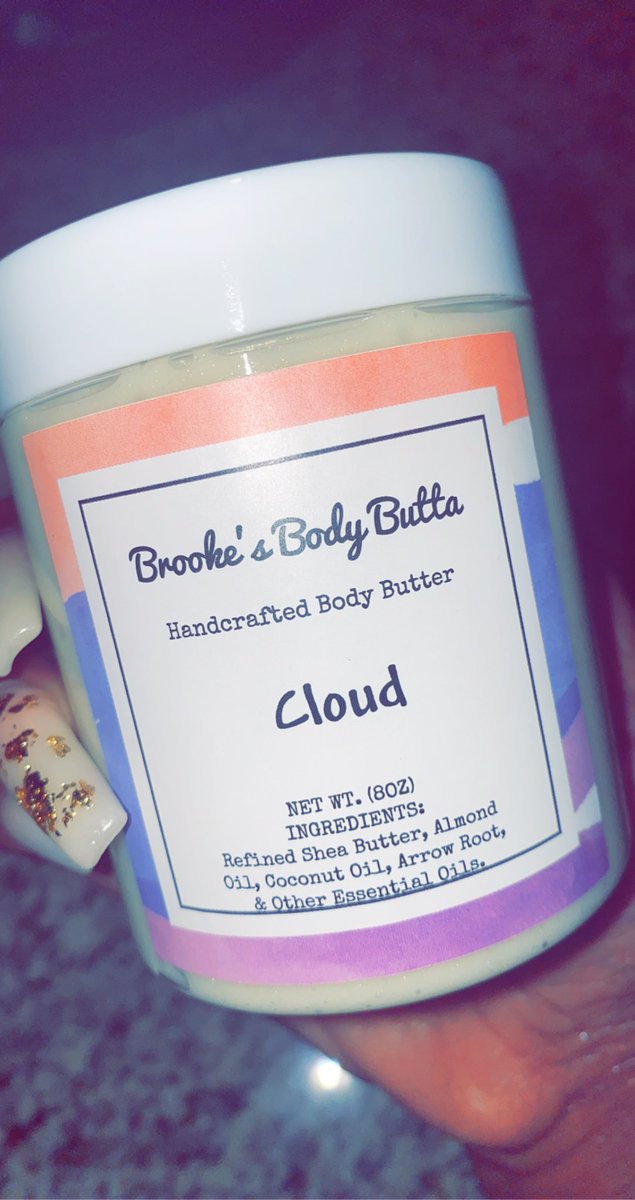 Brooke's Body Butta
Handcrafted Body Butter
Cloud
NET WT. (8OZ)
INGREDIENTS:
Refined Shea Butter, Almond
Oil, Coconut Oil, Arrow Root,
& Other Essential Oils.